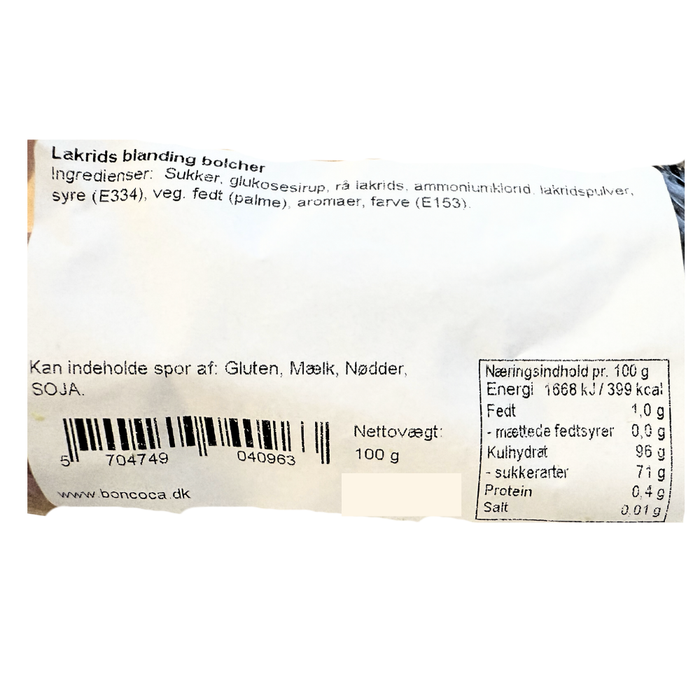 Lakrids blanding bolcher
Ingredienser: Sukker, glukosesirup, rå lakrids, ammoniumklorid, lakridspulver,
syre (E334), veg. fedt (palme), aromaer, farve (E153).
Kan indeholde spor af: Gluten, Mælk, Nødder,
SOJA.
5 704749 040963
Nettovægt:
100 g
www.boncoca.dk
Næringsindhold pr. 100 g
Energi 1668 kJ / 399 kcal
Fedt 1,0 g
- mættede fedtsyrer 0,0 g
Kulhydrat 96 g
- sukkerarter 71 g
Protein 0,4 g
Salt 0.01 g